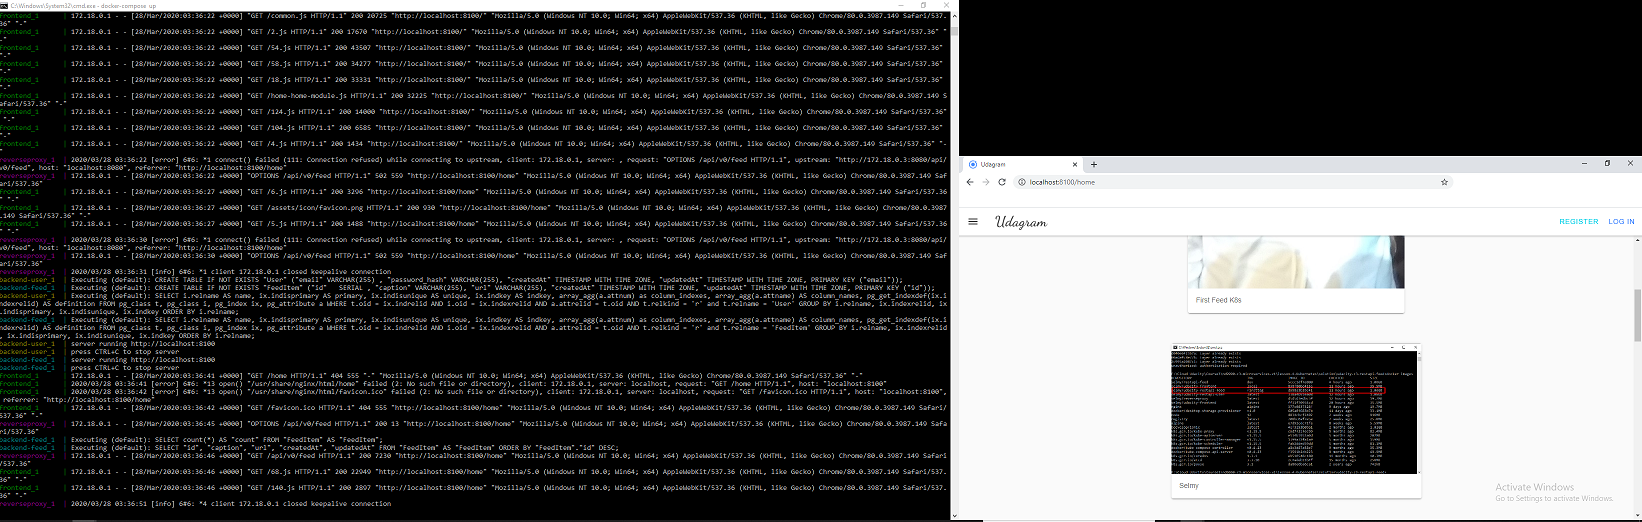 C:\Windows\System32\cmd.exe - docker-compose up
frontend_1 | 172.18.0.1 - - [28/Mar/2020:03:36:22 +0000] "GET /common.js HTTP/1.1" 200 20725 "http://localhost:8100/" "Mozilla/5.0 (Windows NT 10.0; Win64; x64) AppleWebKit/537.36 (KHTML, like Gecko) Chrome/80.0.3987.149 Safari/537.
36" "-"
frontend_1 | 172.18.0.1 - - [28/Mar/2020:03:36:22 +0000] "GET /2.js HTTP/1.1" 200 17670 "http://localhost:8100/" "Mozilla/5.0 (Windows NT 10.0; Win64; x64) AppleWebKit/537.36 (KHTML, like Gecko) Chrome/80.0.3987.149 Safari/537.36" "
-"
frontend_1 | 172.18.0.1 - - [28/Mar/2020:03:36:22 +0000] "GET /54.js HTTP/1.1" 200 43507 "http://localhost:8100/" "Mozilla/5.0 (Windows NT 10.0; Win64; x64) AppleWebKit/537.36 (KHTML, like Gecko) Chrome/80.0.3987.149 Safari/537.36"
"-"
frontend_1 | 172.18.0.1 - - [28/Mar/2020:03:36:22 +0000] "GET /58.js HTTP/1.1" 200 34277 "http://localhost:8100/" "Mozilla/5.0 (Windows NT 10.0; Win64; x64) AppleWebKit/537.36 (KHTML, like Gecko) Chrome/80.0.3987.149 Safari/537.36"
"-"
frontend_1 | 172.18.0.1 - - [28/Mar/2020:03:36:22 +0000] "GET /18.js HTTP/1.1" 200 33331 "http://localhost:8100/" "Mozilla/5.0 (Windows NT 10.0; Win64; x64) AppleWebKit/537.36 (KHTML, like Gecko) Chrome/80.0.3987.149 Safari/537.36"
"-"
frontend_1 | 172.18.0.1 - - [28/Mar/2020:03:36:22 +0000] "GET /home-home-module.js HTTP/1.1" 200 32225 "http://localhost:8100/" "Mozilla/5.0 (Windows NT 10.0; Win64; x64) AppleWebKit/537.36 (KHTML, like Gecko) Chrome/80.0.3987.149 S
afari/537.36" "-"
frontend_1 | 172.18.0.1 - - [28/Mar/2020:03:36:22 +0000] "GET /124.js HTTP/1.1" 200 14000 "http://localhost:8100/" "Mozilla/5.0 (Windows NT 10.0; Win64; x64) AppleWebKit/537.36 (KHTML, like Gecko) Chrome/80.0.3987.149 Safari/537.36"
"-"
frontend_1 | 172.18.0.1 - - [28/Mar/2020:03:36:22 +0000] "GET /104.js HTTP/1.1" 200 6585 "http://localhost:8100/" "Mozilla/5.0 (Windows NT 10.0; Win64; x64) AppleWebKit/537.36 (KHTML, like Gecko) Chrome/80.0.3987.149 Safari/537.36"
"-"
frontend_1 | 172.18.0.1 - - [28/Mar/2020:03:36:22 +0000] "GET /4.js HTTP/1.1" 200 1434 "http://localhost:8100/" "Mozilla/5.0 (Windows NT 10.0; Win64; x64) AppleWebKit/537.36 (KHTML, like Gecko) Chrome/80.0.3987.149 Safari/537.36" "-
"
reverseproxy_1 | 2020/03/28 03:36:22 [error] 6#6: *1 connect() failed (111: Connection refused) while connecting to upstream, client: 172.18.0.1, server: , request: "OPTIONS /api/v0/feed HTTP/1.1", upstream: "http://172.18.0.3:8080/api/
v0/feed", host: "localhost:8080", referrer: "http://localhost:8100/home"
reverseproxy_1 | 172.18.0.1 - - [28/Mar/2020:03:36:22 +0000] "OPTIONS /api/v0/feed HTTP/1.1" 502 559 "http://localhost:8100/home" "Mozilla/5.0 (Windows NT 10.0; Win64; x64) AppleWebKit/537.36 (KHTML, like Gecko) Chrome/80.0.3987.149 Saf
ari/537.36"
frontend_1 | 172.18.0.1 - - [28/Mar/2020:03:36:27 +0000] "GET /6.js HTTP/1.1" 200 3296 "http://localhost:8100/home" "Mozilla/5.0 (Windows NT 10.0; Win64; x64) AppleWebKit/537.36 (KHTML, like Gecko) Chrome/80.0.3987.149 Safari/537.36"
"-"
frontend_1 | 172.18.0.1 - - [28/Mar/2020:03:36:27 +0000] "GET /assets/icon/favicon.png HTTP/1.1" 200 930 "http://localhost:8100/home" "Mozilla/5.0 (Windows NT 10.0; Win64; x64) AppleWebKit/537.36 (KHTML, like Gecko) Chrome/80.0.3987
.149 Safari/537.36" "-"
frontend_1 | 172.18.0.1 - - [28/Mar/2020:03:36:27 +0000] "GET /5.js HTTP/1.1" 200 1488 "http://localhost:8100/home" "Mozilla/5.0 (Windows NT 10.0; Win64; x64) AppleWebKit/537.36 (KHTML, like Gecko) Chrome/80.0.3987.149 Safari/537.36"
"-"
reverseproxy_1 | 2020/03/28 03:36:30 [error] 6#6: *1 connect() failed (111: Connection refused) while connecting to upstream, client: 172.18.0.1, server: , request: "OPTIONS /api/v0/feed HTTP/1.1", upstream: "http://172.18.0.3:8080/api/
v0/feed", host: "localhost:8080", referrer: "http://localhost:8100/home"
reverseproxy_1 | 172.18.0.1 - - [28/Mar/2020:03:36:30 +0000] "OPTIONS /api/v0/feed HTTP/1.1" 502 559 "http://localhost:8100/home" "Mozilla/5.0 (Windows NT 10.0; Win64; x64) AppleWebKit/537.36 (KHTML, like Gecko) Chrome/80.0.3987.149 Saf
ari/537.36"
reverseproxy_1 | 2020/03/28 03:36:31 [info] 6#6: *1 client 172.18.0.1 closed keepalive connection
backend-user_1 | Executing (default): CREATE TABLE IF NOT EXISTS "User" ("email" VARCHAR(255) , "password_hash" VARCHAR(255), "createdAt" TIMESTAMP WITH TIME ZONE, "updatedAt" TIMESTAMP WITH TIME ZONE, PRIMARY KEY ("email"));
backend-feed_1 | Executing (default): CREATE TABLE IF NOT EXISTS "FeedItem" ("id" SERIAL , "caption" VARCHAR(255), "url" VARCHAR(255), "createdAt" TIMESTAMP WITH TIME ZONE, "updatedAt" TIMESTAMP WITH TIME ZONE, PRIMARY KEY ("id"));
backend-user_1 | Executing (default): SELECT i.relname AS name, ix.indisprimary AS primary, ix.indisunique AS unique, ix.indkey AS indkey, array_agg(a.attnum) as column_indexes, array_agg(a.attname) AS column_names, pg_get_indexdef(ix.i
ndexrelid) AS definition FROM pg_class t, pg_class i, pg_index ix, pg_attribute a WHERE t.oid = ix.indrelid AND i.oid = ix.indexrelid AND a.attrelid = t.oid AND t.relkind = 'r' and t.relname = 'User' GROUP BY i.relname, ix.indexrelid, ix
.indisprimary, ix.indisunique, ix.indkey ORDER BY i.relname;
backend-feed_1 | Executing (default): SELECT i.relname AS name, ix.indisprimary AS primary, ix.indisunique AS unique, ix.indkey AS indkey, array_agg(a.attnum) as column_indexes, array_agg(a.attname) AS column_names, pg_get_indexdef(ix.i
ndexrelid) AS definition FROM pg_class t, pg_class i, pg_index ix, pg_attribute a WHERE t.oid = ix.indrelid AND i.oid = ix.indexrelid AND a.attrelid = t.oid AND t.relkind = 'r' and t.relname = 'FeedItem' GROUP BY i.relname, ix.indexrelid
, ix.indisprimary, ix.indisunique, ix.indkey ORDER BY i.relname;
backend-user_1 | server running http://localhost:8100
backend-user_1 | press CTRL+C to stop server
backend-feed_1 | server running http://localhost:8100
backend-feed_1 | press CTRL+C to stop server
frontend_1 | 172.18.0.1 - - [28/Mar/2020:03:36:41 +0000] "GET /home HTTP/1.1" 404 555 "-" "Mozilla/5.0 (Windows NT 10.0; Win64; x64) AppleWebKit/537.36 (KHTML, like Gecko) Chrome/80.0.3987.149 Safari/537.36" "-"
frontend_1 | 2020/03/28 03:36:41 [error] 6#6: *13 open() "/usr/share/nginx/html/home" failed (2: No such file or directory), client: 172.18.0.1, server: localhost, request: "GET /home HTTP/1.1", host: "localhost:8100"
frontend_1 | 2020/03/28 03:36:42 [error] 6#6: *13 open() "/usr/share/nginx/html/favicon.ico" failed (2: No such file or directory), client: 172.18.0.1, server: localhost, request: "GET /favicon.ico HTTP/1.1", host: "localhost:8100",
referrer: "http://localhost:8100/home"
frontend_1 | 172.18.0.1 - - [28/Mar/2020:03:36:42 +0000] "GET /favicon.ico HTTP/1.1" 404 555 "http://localhost:8100/home" "Mozilla/5.0 (Windows NT 10.0; Win64; x64) AppleWebKit/537.36 (KHTML, like Gecko) Chrome/80.0.3987.149 Safari/5
37.36" "-"
reverseproxy_1 | 172.18.0.1 - - [28/Mar/2020:03:36:45 +0000] "OPTIONS /api/v0/feed HTTP/1.1" 200 13 "http://localhost:8100/home" "Mozilla/5.0 (Windows NT 10.0; Win64; x64) AppleWebKit/537.36 (KHTML, like Gecko) Chrome/80.0.3987.149 Safa
ri/537.36"
backend-feed_1 | Executing (default): SELECT count(*) AS "count" FROM "FeedItem" AS "FeedItem";
backend-feed_1 | Executing (default): SELECT "id", "caption", "url", "createdAt", "updatedAt" FROM "FeedItem" AS "FeedItem" ORDER BY "FeedItem"."id" DESC;
reverseproxy_1 | 172.18.0.1 - - [28/Mar/2020:03:36:46 +0000] "GET /api/v0/feed HTTP/1.1" 200 7230 "http://localhost:8100/home" "Mozilla/5.0 (Windows NT 10.0; Win64; x64) AppleWebKit/537.36 (KHTML, like Gecko) Chrome/80.0.3987.149 Safari
/537.36"
frontend_1 | 172.18.0.1 - - [28/Mar/2020:03:36:46 +0000] "GET /68.js HTTP/1.1" 200 22949 "http://localhost:8100/home" "Mozilla/5.0 (Windows NT 10.0; Win64; x64) AppleWebKit/537.36 (KHTML, like Gecko) Chrome/80.0.3987.149 Safari/537.
36" "-"
frontend_1 | 172.18.0.1 - - [28/Mar/2020:03:36:46 +0000] "GET /140.js HTTP/1.1" 200 2897 "http://localhost:8100/home" "Mozilla/5.0 (Windows NT 10.0; Win64; x64) AppleWebKit/537.36 (KHTML, like Gecko) Chrome/80.0.3987.149 Safari/537.
36" "-"
reverseproxy_1 | 2020/03/28 03:36:51 [info] 6#6: *4 client 172.18.0.1 closed keepalive connection
Udagram
localhost:8100/home
Udagram
REGISTER LOG IN
First Feed K8s
Selmy
Activate Windows
Go to Settings to activate Windows.